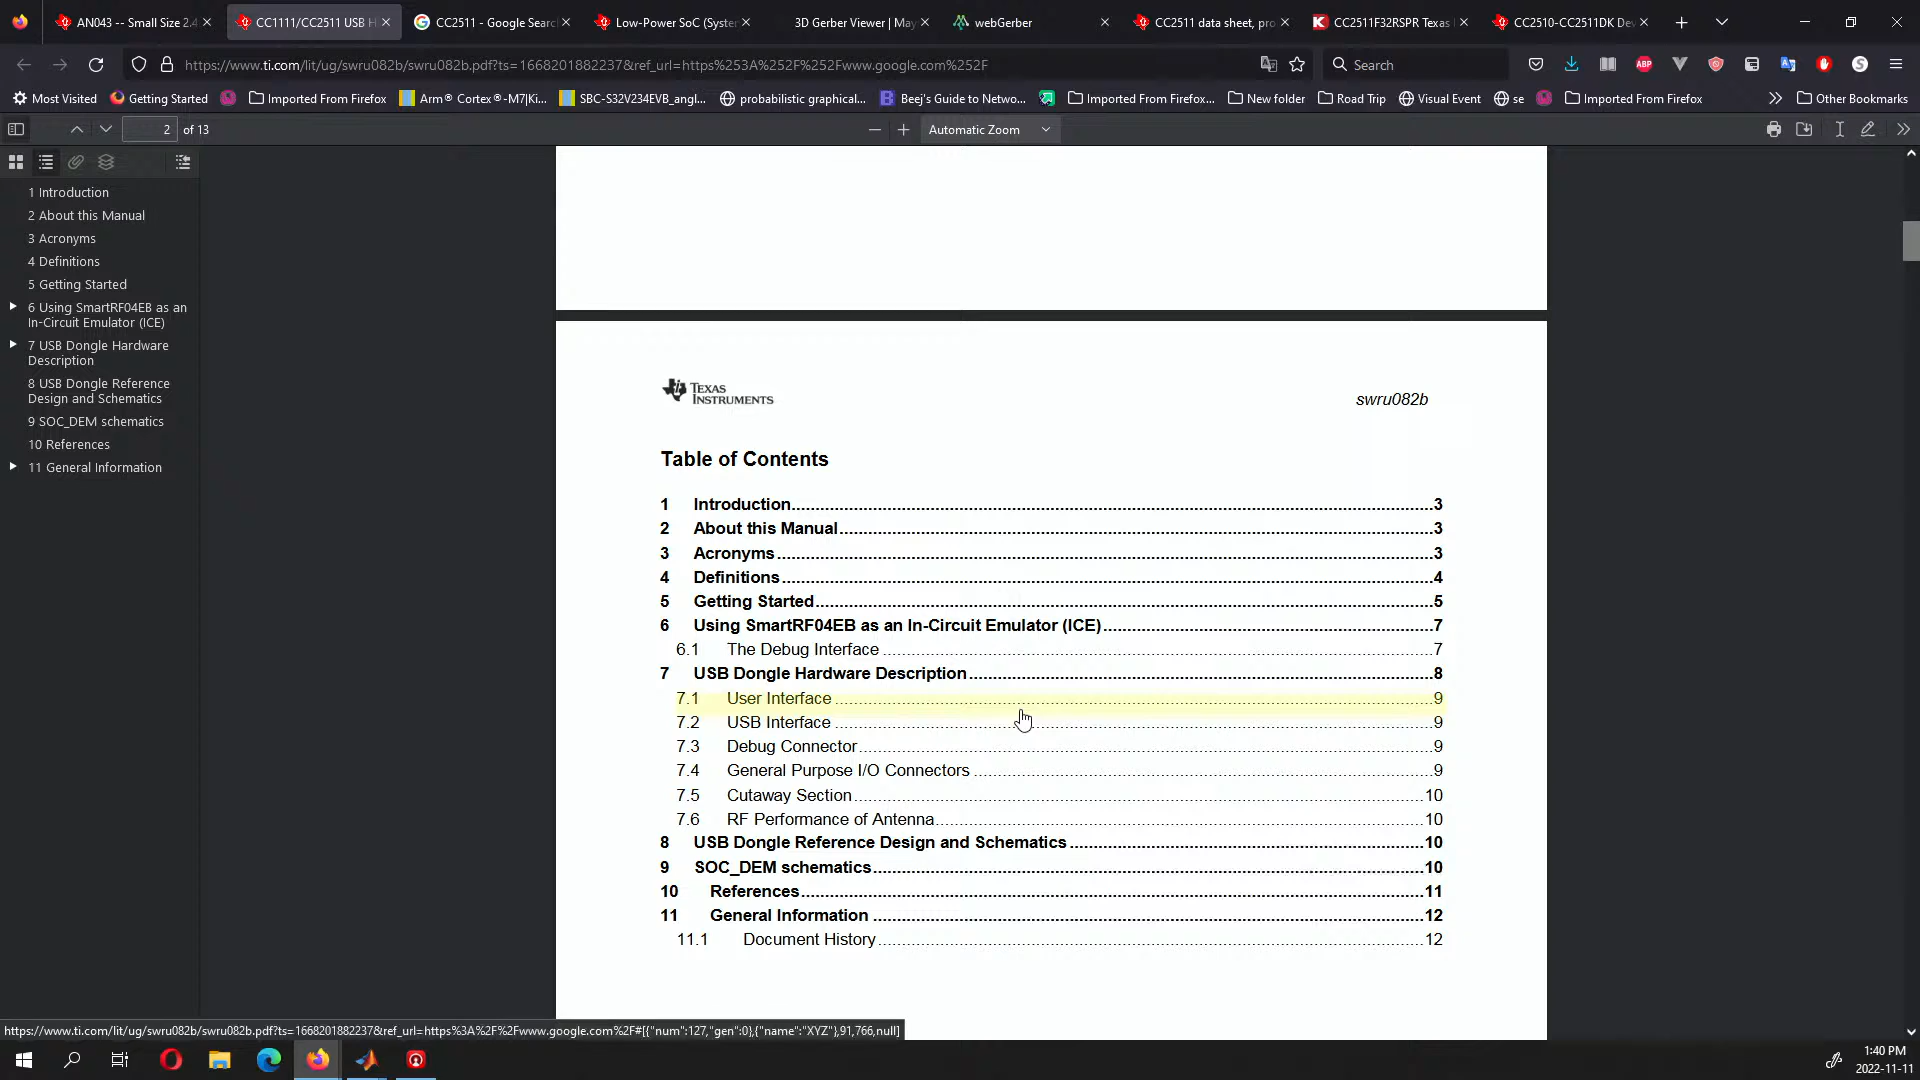 AN043 -- Small Size 2.4
CC1111/CC2511 USB H
CC2511 - Google Searc
Low-Power SoC (Syster
3D Gerber Viewer | May
webGerber
CC2511 data sheet, pro
CC2511F32RSPR Texas I
CC2510-CC2511DK Dev
https://www.ti.com/lit/ug/swru082b/swru082b.pdf?ts=1668201882237&ref_url=https%253A%252F%252Fwww.google.com%252F
Search
Most Visited
Getting Started
Imported From Firefox
Arm® Cortex®-M7|Ki...
SBC-S32V234EVB_angl...
probabilistic graphical...
Beej's Guide to Netwo...
Imported From Firefox...
New folder
Road Trip
Visual Event
se
Imported From Firefox
Other Bookmarks
2 of 13
Automatic Zoom
1 Introduction
2 About this Manual
3 Acronyms
4 Definitions
5 Getting Started
6 Using SmartRF04EB as an
In-Circuit Emulator (ICE)
7 USB Dongle Hardware
Description
8 USB Dongle Reference
Design and Schematics
9 SOC_DEM schematics
10 References
11 General Information
TEXAS
INSTRUMENTS
swru082b
Table of Contents
1 Introduction 3
2 About this Manual 3
3 Acronyms 3
4 Definitions 4
5 Getting Started 5
6 Using SmartRF04EB as an In-Circuit Emulator (ICE) 7
6.1 The Debug Interface 7
7 USB Dongle Hardware Description 8
7.1 User Interface 9
7.2 USB Interface 9
7.3 Debug Connector 9
7.4 General Purpose I/O Connectors 9
7.5 Cutaway Section 10
7.6 RF Performance of Antenna 10
8 USB Dongle Reference Design and Schematics 10
9 SOC_DEM schematics 10
10 References 11
11 General Information 12
11.1 Document History 12
https://www.ti.com/lit/ug/swru082b/swru082b.pdf?ts=1668201882237&ref_url=https%3A%2F%2Fwww.google.com%2F#[{"num":127,"gen":0},{"name":"XYZ"},91,766,null]
1:40 PM
2022-11-11